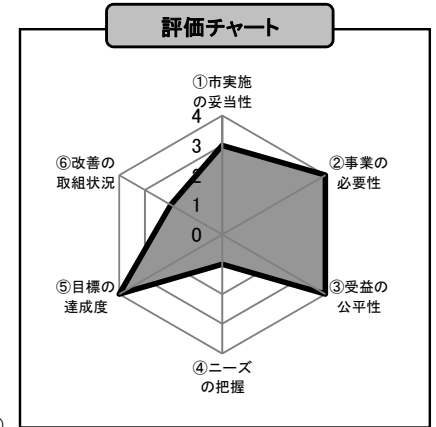 評価チャート
①市実施
の妥当性
4
3
2
1
0
②事業の
必要性
③受益の
公平性
④ニーズ
の把握
⑤目標の
達成度
⑥改善の
取組状況